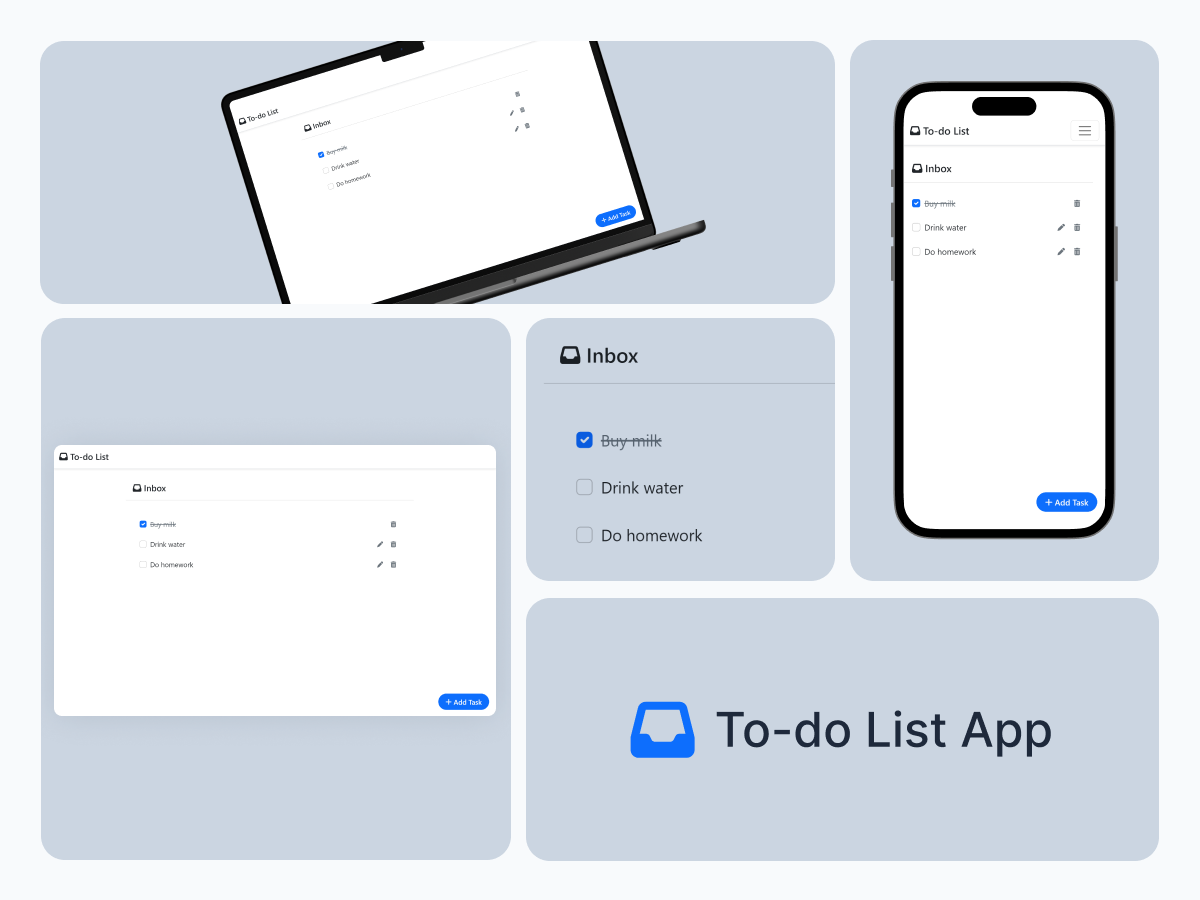 To-do List
Inbox
Buy milk
Drink water
Do homework
+ Add Task
To-do List
Inbox
Buy milk
Drink water
Do homework
+ Add Task
To-do List
Inbox
Buy milk
Drink water
Do homework
+ Add Task
Inbox
Buy milk
Drink water
Do homework
To-do List App